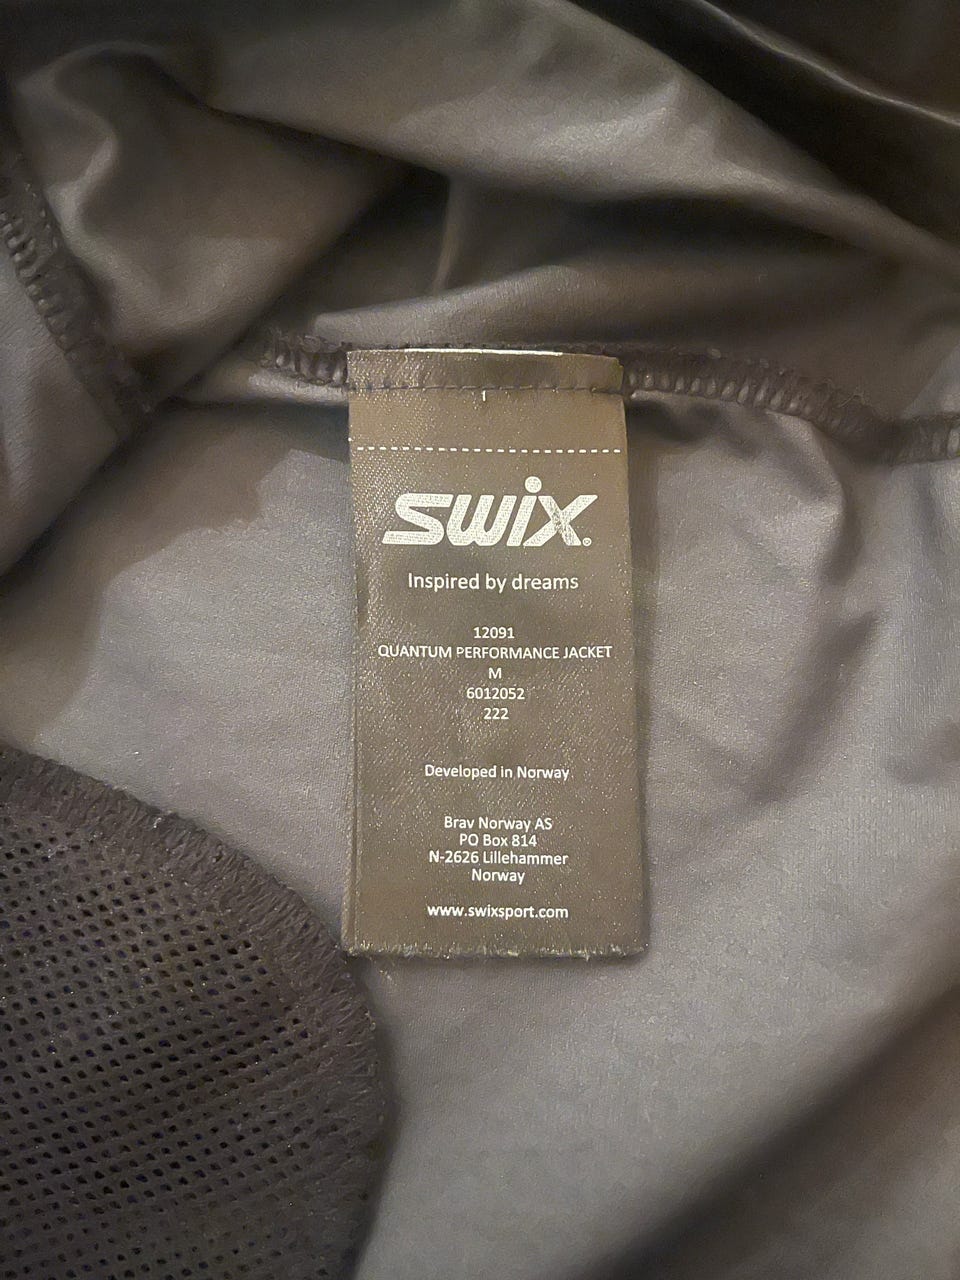 swix®
Inspired by dreams
12091
QUANTUM PERFORMANCE JACKET
M
6012052
222
Developed in Norway
Brav Norway AS
PO Box 814
N-2626 Lillehammer
Norway
www.swixsport.com